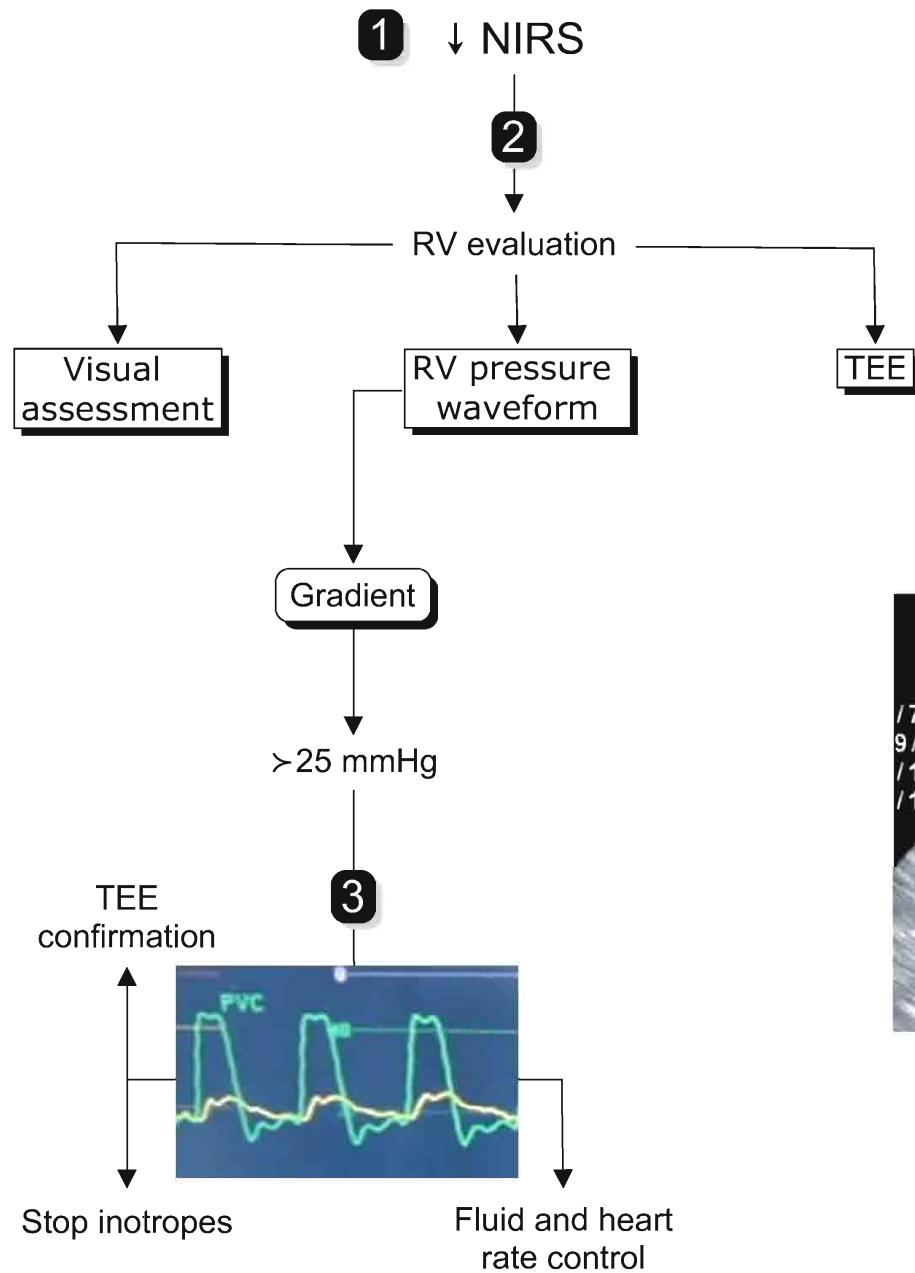 1 ↓ NIRS
2
RV evaluation
Visual
assessment
RV pressure
waveform
TEE
Gradient
≻25 mmHg
3
TEE
confirmation
PVC
Stop inotropes
Fluid and heart
rate control